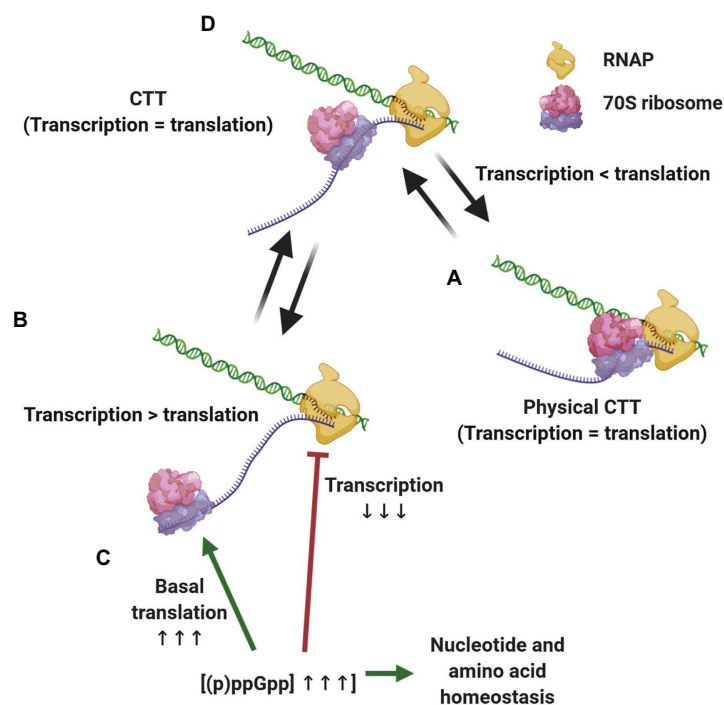 D
CTT
(Transcription = translation)
RNAP
70S ribosome
Transcription < translation
A
Physical CTT
(Transcription = translation)
B
Transcription > translation
Transcription
↓ ↓ ↓
C
Basal
translation
↑ ↑ ↑
[(p)ppGpp] ↑ ↑ ↑]
Nucleotide and
amino acid
homeostasis